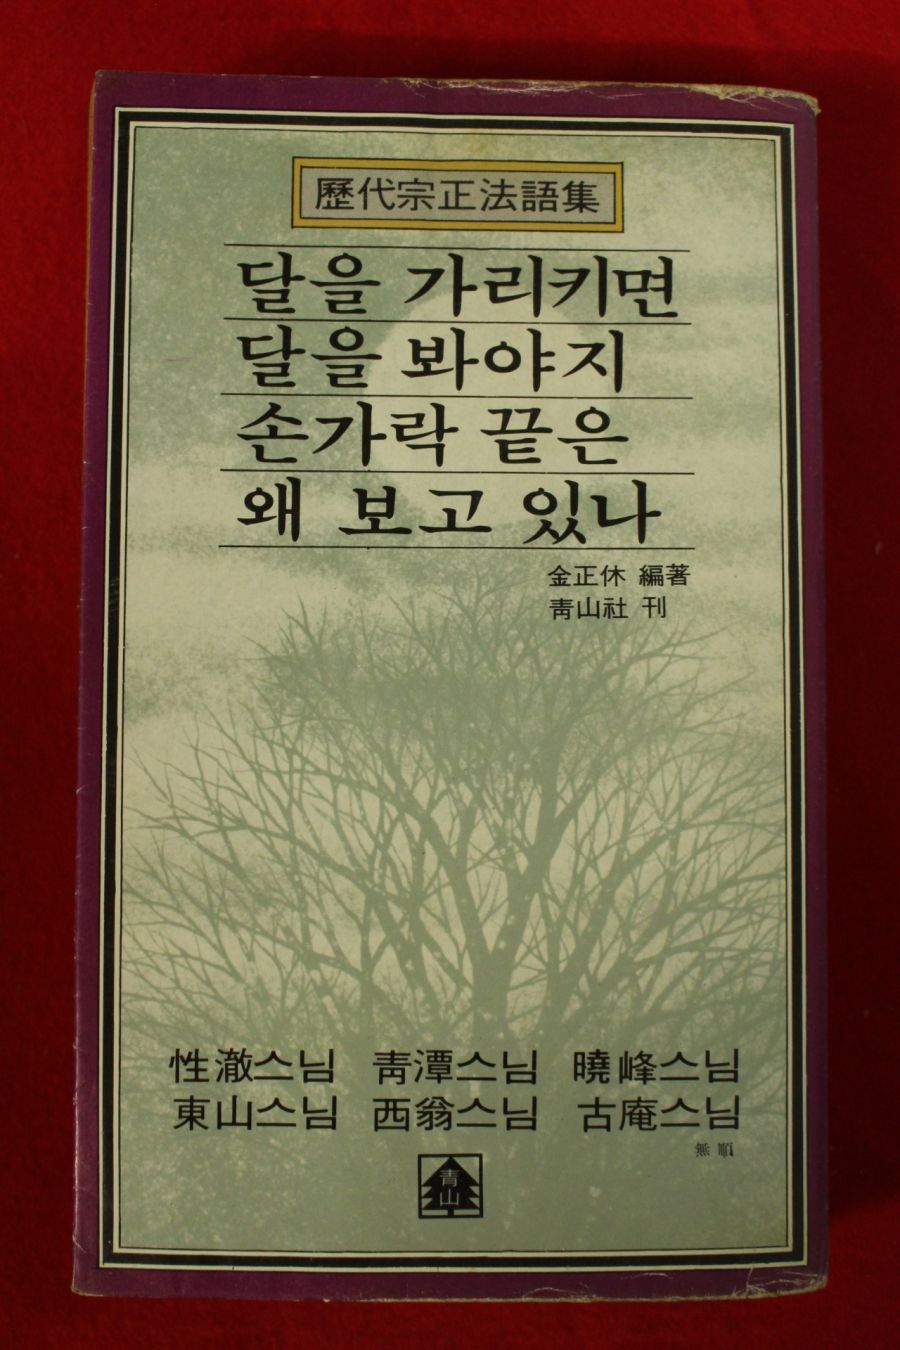 歷代宗正法語集
달을 가리키면
달을 봐야지
손가락 끝은
왜 보고 있나
金正休 編著
靑山社 刊
性澈스님 靑潭스님 曉峰스님
東山스님 西翁스님 古庵스님
無順
靑山